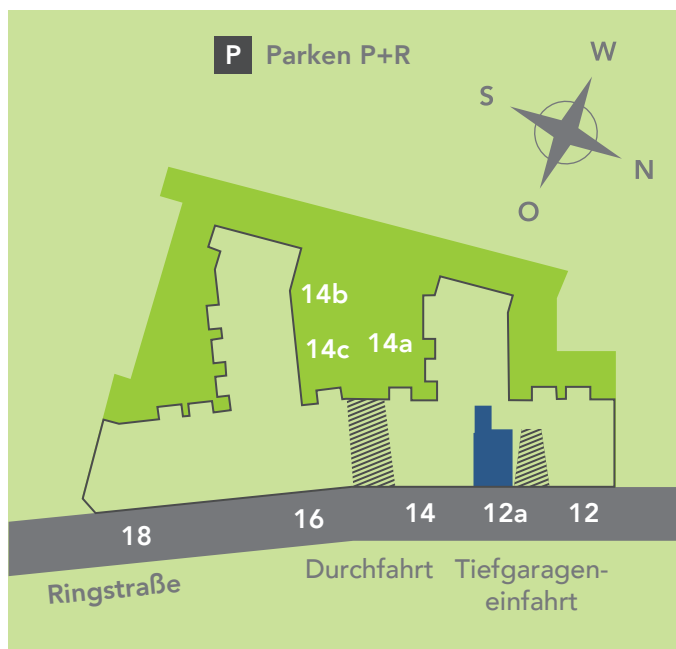 P Parken P+R
W
S
N
O
14b
14c 14a
18 16 14 12a 12
Ringstraße
Durchfahrt
Tiefgaragen-
einfahrt